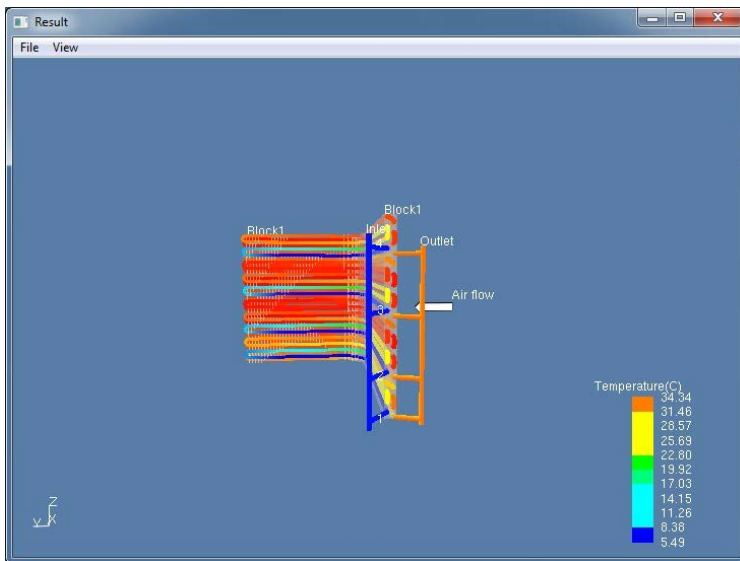 Result
File View
Block1
Block1
Inlet
Outlet
4
Air flow
3
2
1
Temperature(C)
34.34
31.46
28.57
25.69
22.80
19.92
17.03
14.15
11.26
8.38
5.49
Z
Y X